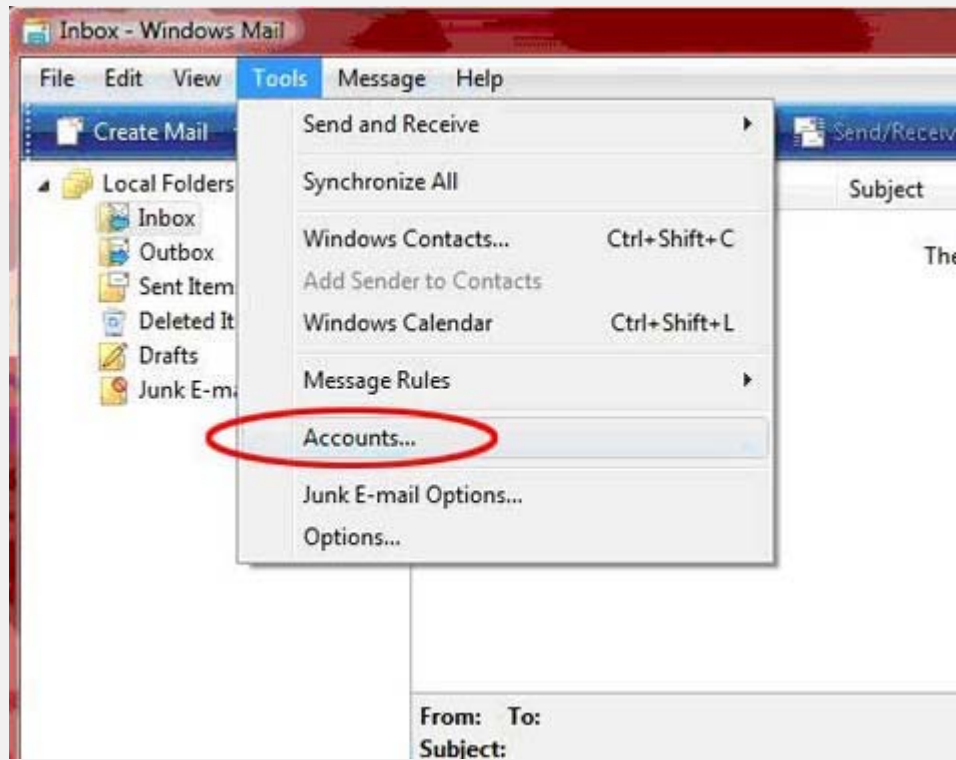 Inbox - Windows Mail
File Edit View Tools Message Help
Create Mail
Send/Receiv
Send and Receive
Synchronize All
Windows Contacts... Ctrl+Shift+C
Add Sender to Contacts
Windows Calendar Ctrl+Shift+L
Message Rules
Accounts...
Junk E-mail Options...
Options...
Local Folders
Inbox
Outbox
Sent Item
Deleted It
Drafts
Junk E-ma
Subject
The
From: To:
Subject: